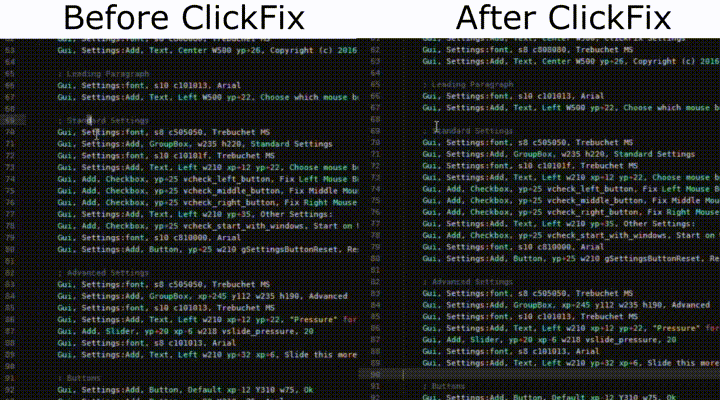 Before ClickFix
63 Gui, Settings:Add, Text, Center W500 yp+26, Copyright (c) 2016
64
65 ; Leading Paragraph
66 Gui, Settings:font, s10 c101013, Arial
67 Gui, Settings:Add, Text, Left W500 yp-22, Choose which mouse b
68
69 ; Standard Settings
70 Gui, Settings:font, s8 c505050, Trebuchet MS
71 Gui, Settings:Add, GroupBox, w235 h220, Standard Settings
72 Gui, Settings:font, s10 c10101f, Trebuchet MS
73 Gui, Settings:Add, Text, Left w210 xp+12 yp+22, Choose mouse b
74 Gui, Add, Checkbox, yp+25 vcheck_left_button, Fix Left Mouse B
75 Gui, Add, Checkbox, yp+25 vcheck_middle_button, Fix Middle Mou
76 Gui, Add, Checkbox, yp+25 vcheck_right_button, Fix Right Mouse
77 Gui, Settings:Add, Text, Left w210 yp+35, Other Settings:
78 Gui, Add, Checkbox, yp+25 vcheck_start_with_windows, Start on
79 Gui, Settings:font, s10 c810000, Arial
80 Gui, Settings:Add, Button, yp+25 w210 gSettingsButtonReset, Re
81
82 ; Advanced Settings
83 Gui, Settings:font, s8 c505050, Trebuchet MS
84 Gui, Settings:Add, GroupBox, xp+245 y112 w235 h190, Advanced
85 Gui, Settings:font, s10 c101013, Trebuchet MS
86 Gui, Settings:Add, Text, Left w210 xp+12 yp+22, "Pressure" for
87 Gui, Add, Slider, yp+20 xp-6 w218 vslide_pressure, 20
88 Gui, Settings:font, s8 c101013, Arial
89 Gui, Settings:Add, Text, Left w210 yp+32 xp+6, Slide this more
90
91 ; Buttons
92 Gui, Settings:Add, Button, Default xp-12 Y310 w75, Ok
After ClickFix
62 Gui, Settings:font, s8 c808080, Trebuchet MS
63 Gui, Settings:Add, Text, Center W500 yp+26, Copyright (c) 2016
64
65 ; Leading Paragraph
66 Gui, Settings:font, s10 c101013, Arial
67 Gui, Settings:Add, Text, Left W500 yp-22, Choose which mouse b
68
69 ; Standard Settings
70 Gui, Settings:font, s8 c505050, Trebuchet MS
71 Gui, Settings:Add, GroupBox, w235 h220, Standard Settings
72 Gui, Settings:font, s10 c10101f, Trebuchet MS
73 Gui, Settings:Add, Text, Left w210 xp+12 yp+22, Choose mouse b
74 Gui, Add, Checkbox, yp+25 vcheck_left_button, Fix Left Mouse B
75 Gui, Add, Checkbox, yp+25 vcheck_middle_button, Fix Middle Mou
76 Gui, Add, Checkbox, yp+25 vcheck_right_button, Fix Right Mouse
77 Gui, Settings:Add, Text, Left w210 yp+35, Other Settings:
78 Gui, Add, Checkbox, yp+25 vcheck_start_with_windows, Start on
79 Gui, Settings:font, s10 c810000, Arial
80 Gui, Settings:Add, Button, yp+25 w210 gSettingsButtonReset, Re
81
82 ; Advanced Settings
83 Gui, Settings:font, s8 c505050, Trebuchet MS
84 Gui, Settings:Add, GroupBox, xp+245 y112 w235 h190, Advanced
85 Gui, Settings:font, s10 c101013, Trebuchet MS
86 Gui, Settings:Add, Text, Left w210 xp+12 yp+22, "Pressure" for
87 Gui, Add, Slider, yp+20 xp-6 w218 vslide_pressure, 20
88 Gui, Settings:font, s8 c101013, Arial
89 Gui, Settings:Add, Text, Left w210 yp+32 xp+6, Slide this more
90
91 ; Buttons
92 Gui, Settings:Add, Button, Default xp-12 Y310 w75, Ok